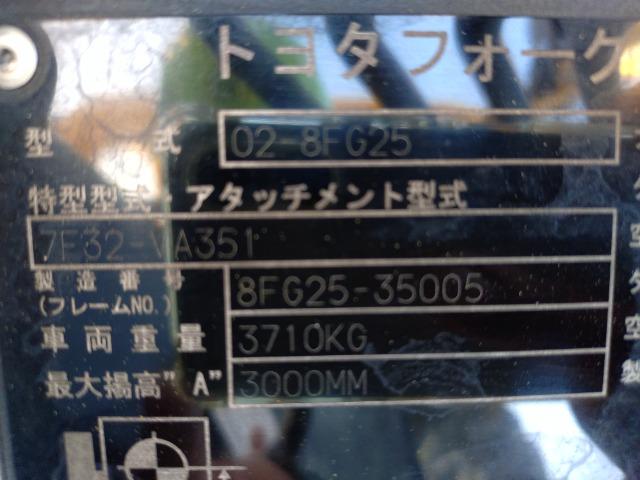 トヨタフォーク
型 式 02-8FG25
特型型式・アタッチメント型式
7F32-VA351
製造番号 (フレームNO.) 8FG25-35005
車両重量 3710KG
最大揚高"A" 3000MM